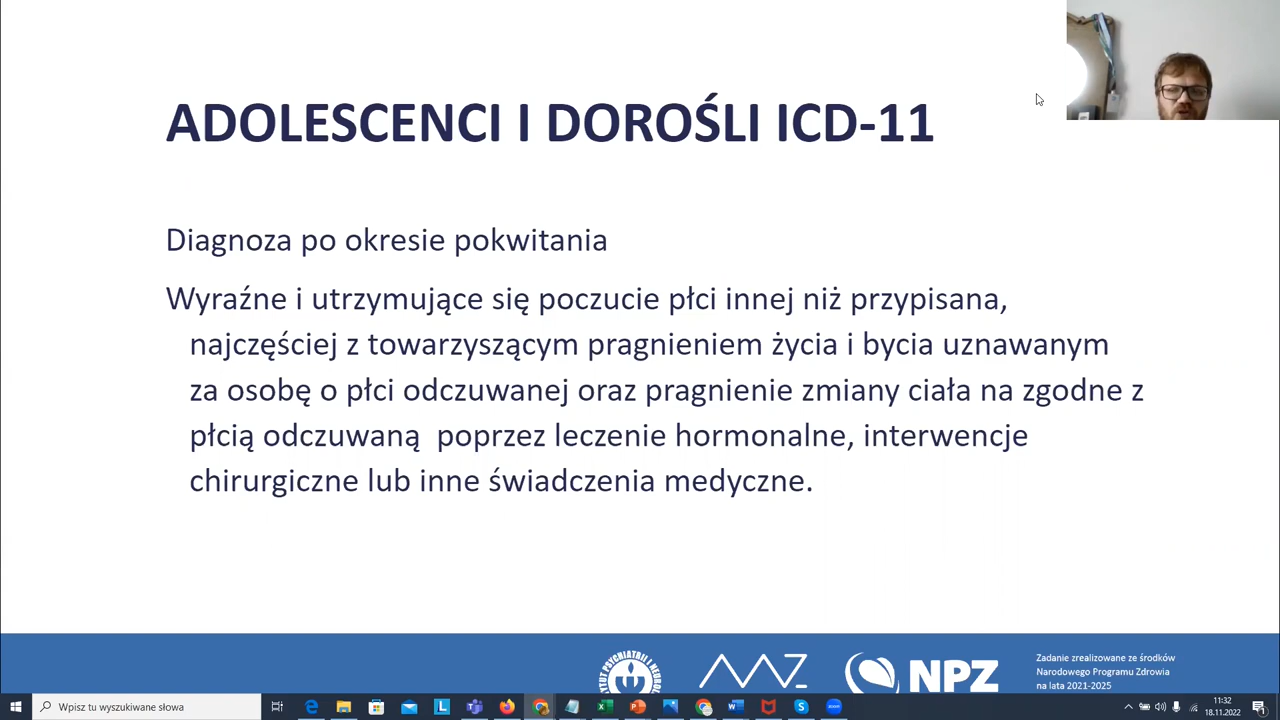 ADOLESCENCI I DOROŚLI ICD-11
Diagnoza po okresie pokwitania
Wyraźne i utrzymujące się poczucie płci innej niż przypisana,
najczęściej z towarzyszącym pragnieniem życia i bycia uznawanym
za osobę o płci odczuwanej oraz pragnienie zmiany ciała na zgodne z
płcią odczuwaną poprzez leczenie hormonalne, interwencje
chirurgiczne lub inne świadczenia medyczne.
NPZ
Zadanie zrealizowane ze środków
Narodowego Programu Zdrowia
na lata 2021-2025
Wpisz tu wyszukiwane słowa
11:32
18.11.2022